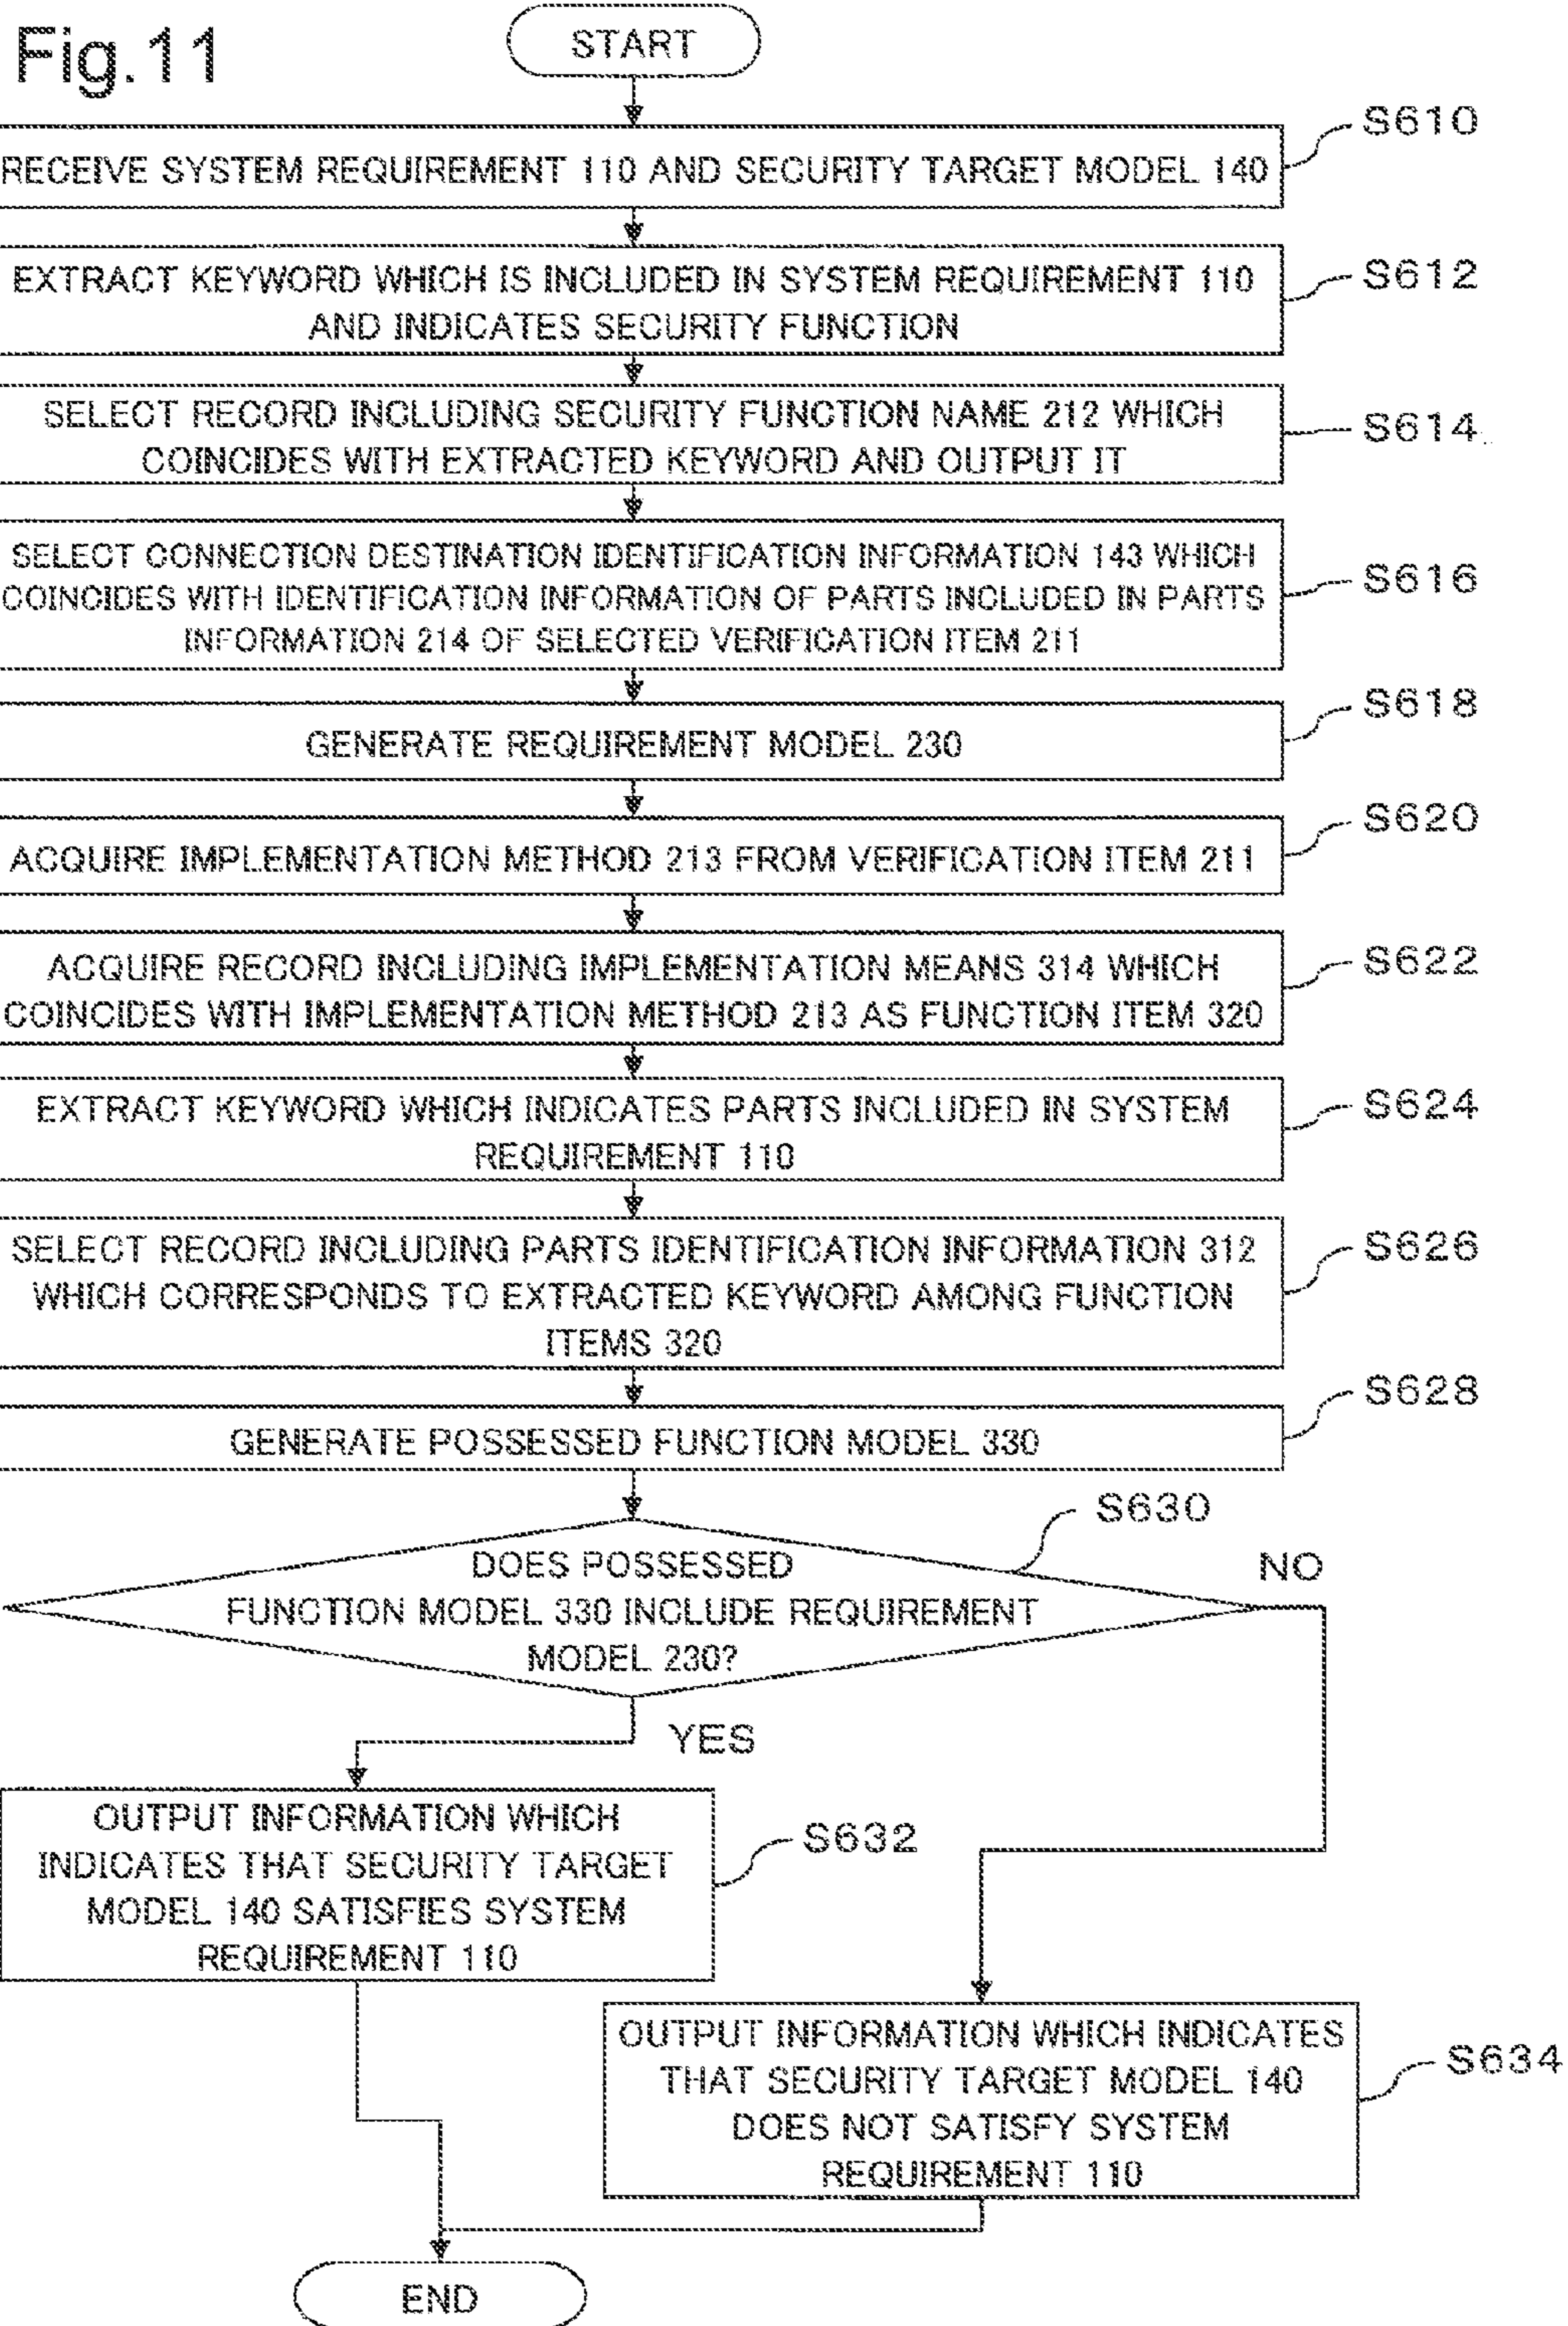 Fig.11
START
S610
RECEIVE SYSTEM REQUIREMENT 110 AND SECURITY TARGET MODEL 140
S612
EXTRACT KEYWORD WHICH IS INCLUDED IN SYSTEM REQUIREMENT 110
AND INDICATES SECURITY FUNCTION
S614
SELECT RECORD INCLUDING SECURITY FUNCTION NAME 212 WHICH
COINCIDES WITH EXTRACTED KEYWORD AND OUTPUT IT
S616
SELECT CONNECTION DESTINATION IDENTIFICATION INFORMATION 143 WHICH
COINCIDES WITH IDENTIFICATION INFORMATION OF PARTS INCLUDED IN PARTS
INFORMATION 214 OF SELECTED VERIFICATION ITEM 211
S618
GENERATE REQUIREMENT MODEL 230
S620
ACQUIRE IMPLEMENTATION METHOD 213 FROM VERIFICATION ITEM 211
S622
ACQUIRE RECORD INCLUDING IMPLEMENTATION MEANS 314 WHICH
COINCIDES WITH IMPLEMENTATION METHOD 213 AS FUNCTION ITEM 320
S624
EXTRACT KEYWORD WHICH INDICATES PARTS INCLUDED IN SYSTEM
REQUIREMENT 110
S626
SELECT RECORD INCLUDING PARTS IDENTIFICATION INFORMATION 312
WHICH CORRESPONDS TO EXTRACTED KEYWORD AMONG FUNCTION
ITEMS 320
S628
GENERATE POSSESSED FUNCTION MODEL 330
S630
DOES POSSESSED
FUNCTION MODEL 330 INCLUDE REQUIREMENT
MODEL 230?
NO
YES
OUTPUT INFORMATION WHICH
INDICATES THAT SECURITY TARGET
MODEL 140 SATISFIES SYSTEM
REQUIREMENT 110
S632
OUTPUT INFORMATION WHICH INDICATES
THAT SECURITY TARGET MODEL 140
DOES NOT SATISFY SYSTEM
REQUIREMENT 110
S634
END